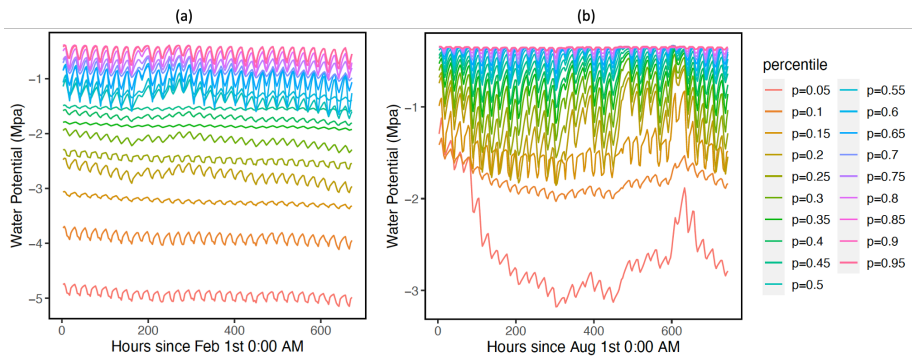 (a)
(b)
Water Potential (Mpa)
−1
−2
−3
−4
−5
0
200
400
600
Hours since Feb 1st 0:00 AM
Water Potential (Mpa)
−1
−2
−3
0
200
400
600
Hours since Aug 1st 0:00 AM
percentile
p=0.05
p=0.1
p=0.15
p=0.2
p=0.25
p=0.3
p=0.35
p=0.4
p=0.45
p=0.5
p=0.55
p=0.6
p=0.65
p=0.7
p=0.75
p=0.8
p=0.85
p=0.9
p=0.95